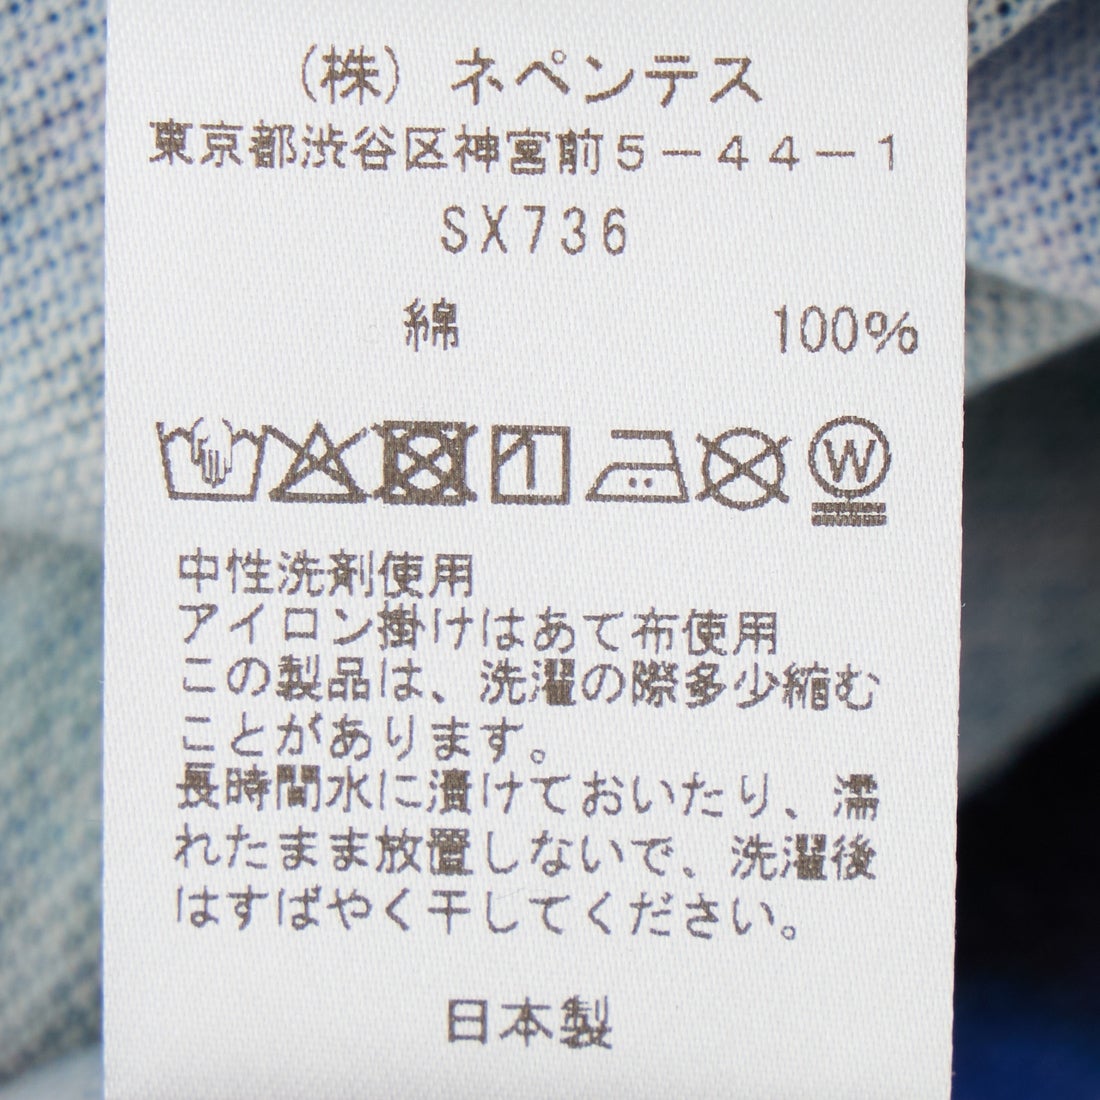 (株) ネペンテス
東京都渋谷区神宮前5-44-1
SX736
綿 100%
W
中性洗剤使用
アイロン掛けはあて布使用
この製品は、洗濯の際多少縮む
ことがあります。
長時間水に漬けておいたり、濡
れたまま放置しないで、洗濯後
はすばやく干してください。
日本製